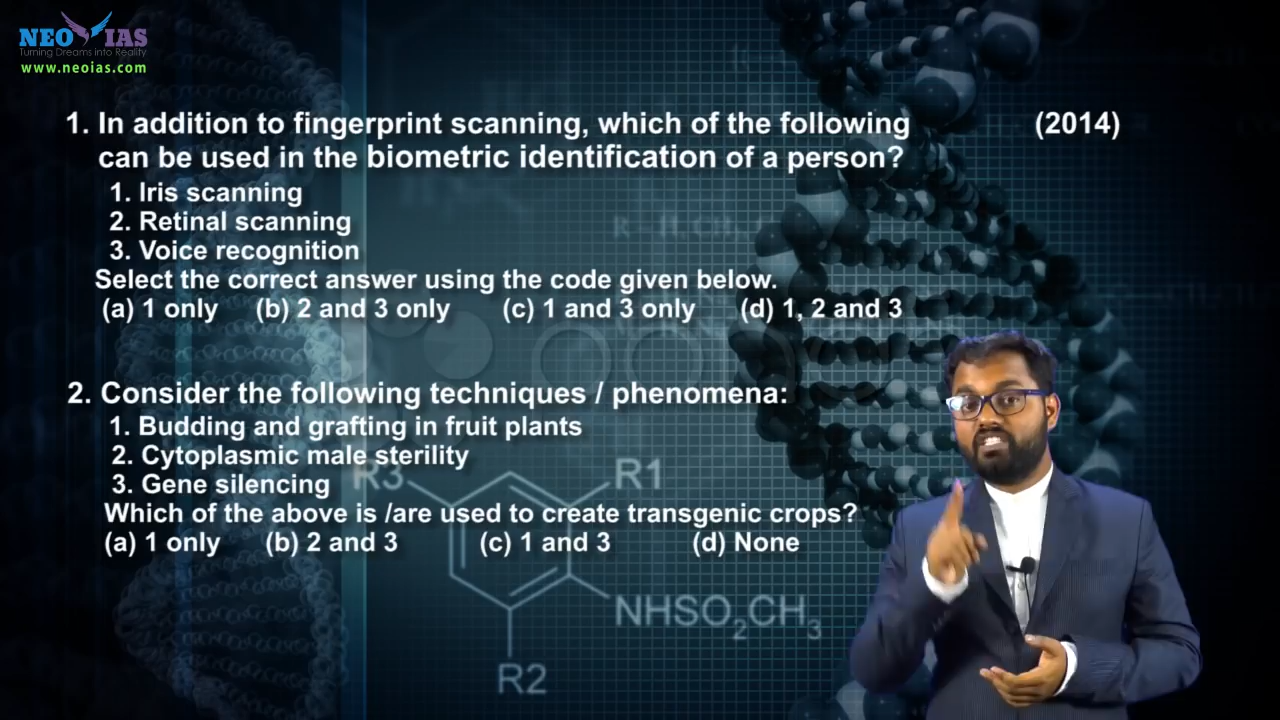 NEO IAS
Turning Dreams into Reality
www.neoias.com
1. In addition to fingerprint scanning, which of the following (2014)
can be used in the biometric identification of a person?
1. Iris scanning
2. Retinal scanning
3. Voice recognition
Select the correct answer using the code given below.
(a) 1 only (b) 2 and 3 only (c) 1 and 3 only (d) 1, 2 and 3
2. Consider the following techniques / phenomena:
1. Budding and grafting in fruit plants
2. Cytoplasmic male sterility
3. Gene silencing
R3 R1
Which of the above is /are used to create transgenic crops?
(a) 1 only (b) 2 and 3 (c) 1 and 3 (d) None
NHSO₂CH₃
R2